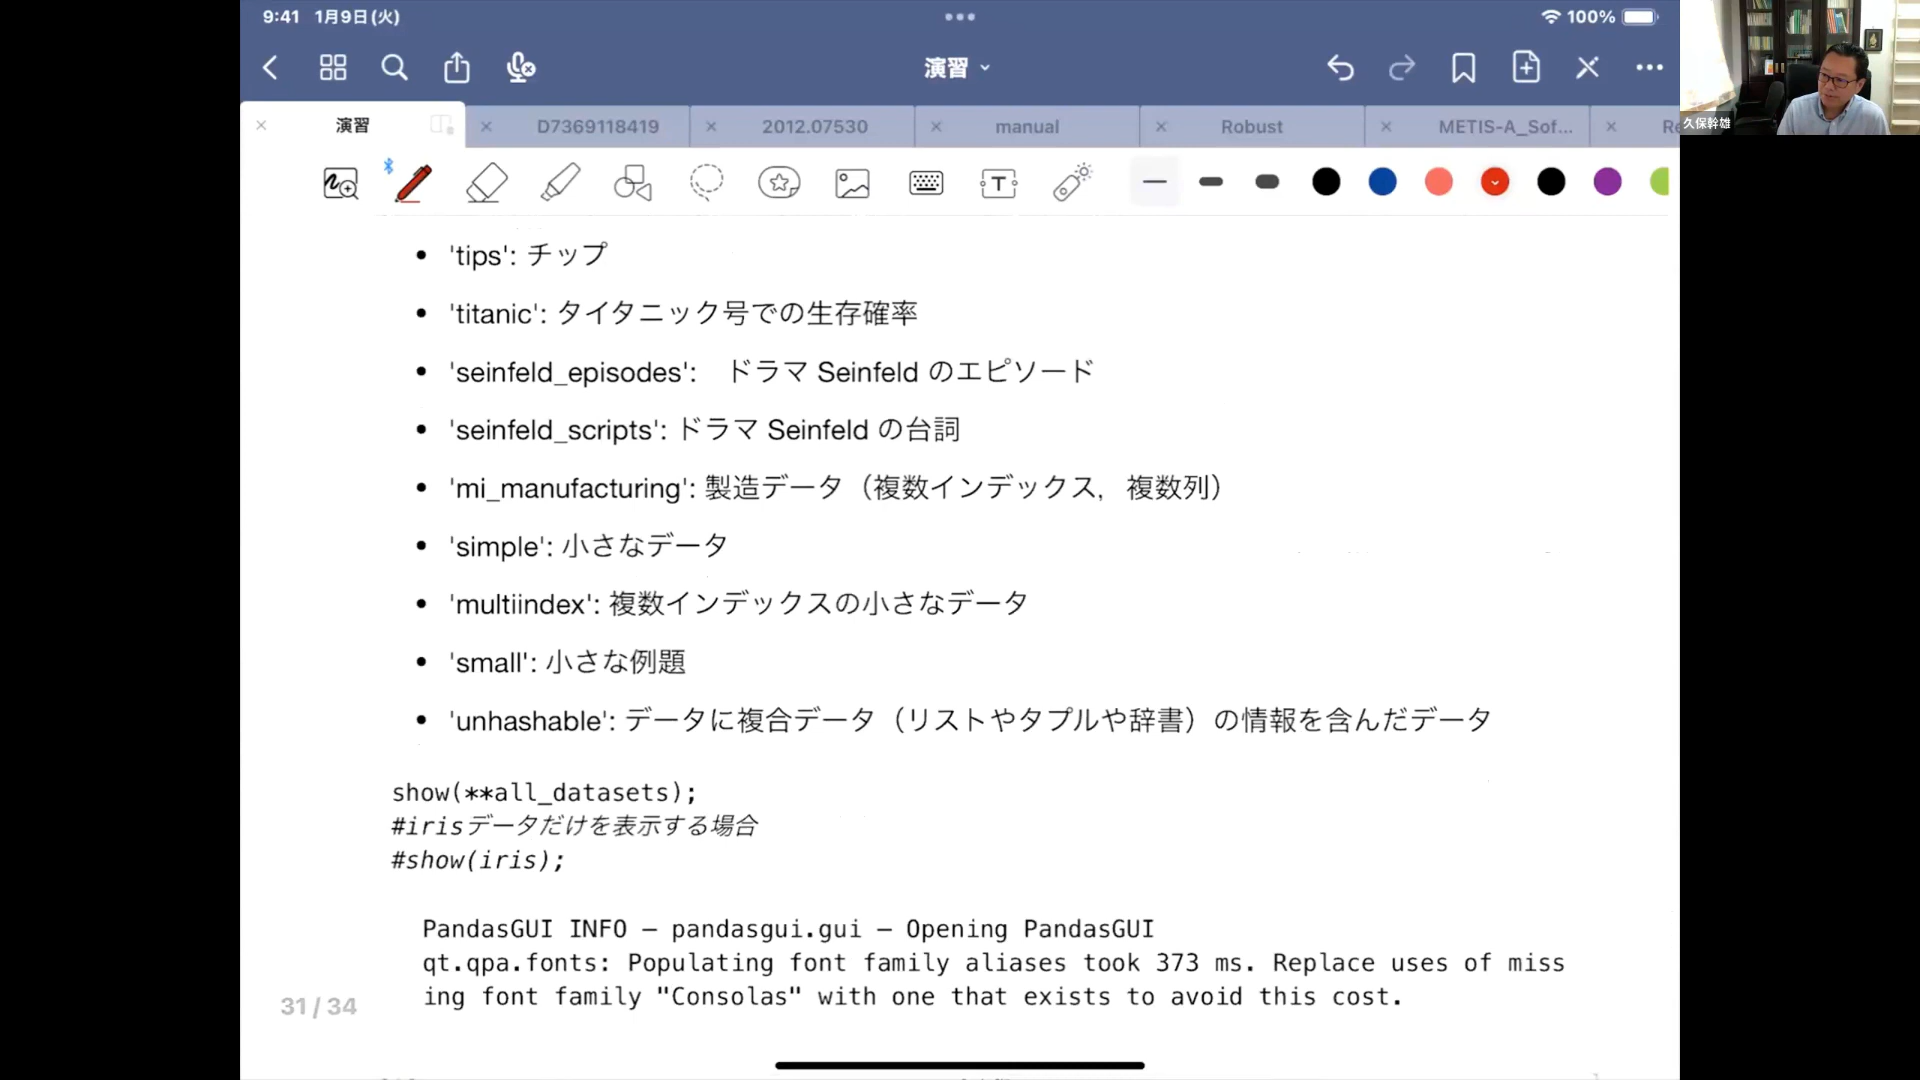 9:41 1月9日(火)
100%
演習
久保幹雄
演習
D7369118419
2012.07530
manual
Robust
METIS-A_Sof...
Re
• 'tips': チップ
• 'titanic': タイタニック号での生存確率
• 'seinfeld_episodes':　ドラマ Seinfeld のエピソード
• 'seinfeld_scripts': ドラマ Seinfeld の台詞
• 'mi_manufacturing': 製造データ（複数インデックス，複数列）
• 'simple': 小さなデータ
• 'multiindex': 複数インデックスの小さなデータ
• 'small': 小さな例題
• 'unhashable': データに複合データ（リストやタプルや辞書）の情報を含んだデータ
show(**all_datasets);
#irisデータだけを表示する場合
#show(iris);
PandasGUI INFO — pandasgui.gui — Opening PandasGUI
qt.qpa.fonts: Populating font family aliases took 373 ms. Replace uses of miss
ing font family "Consolas" with one that exists to avoid this cost.
31 / 34